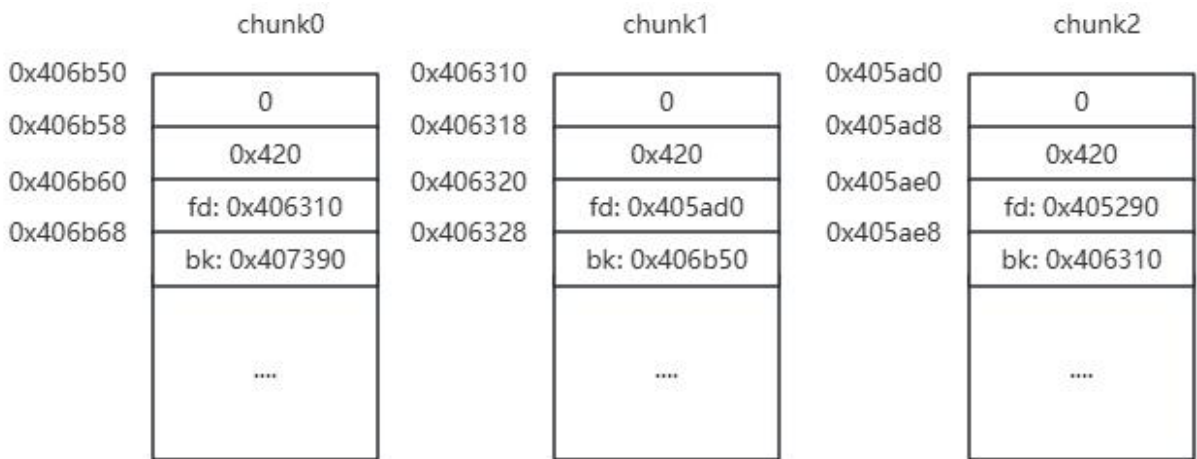 chunk0 chunk1 chunk2
0x406b50 0x406310 0x405ad0
0 0 0
0x406b58 0x406318 0x405ad8
0x420 0x420 0x420
0x406b60 0x406320 0x405ae0
fd: 0x406310 fd: 0x405ad0 fd: 0x405290
0x406b68 0x406328 0x405ae8
bk: 0x407390 bk: 0x406b50 bk: 0x406310
.... .... ....